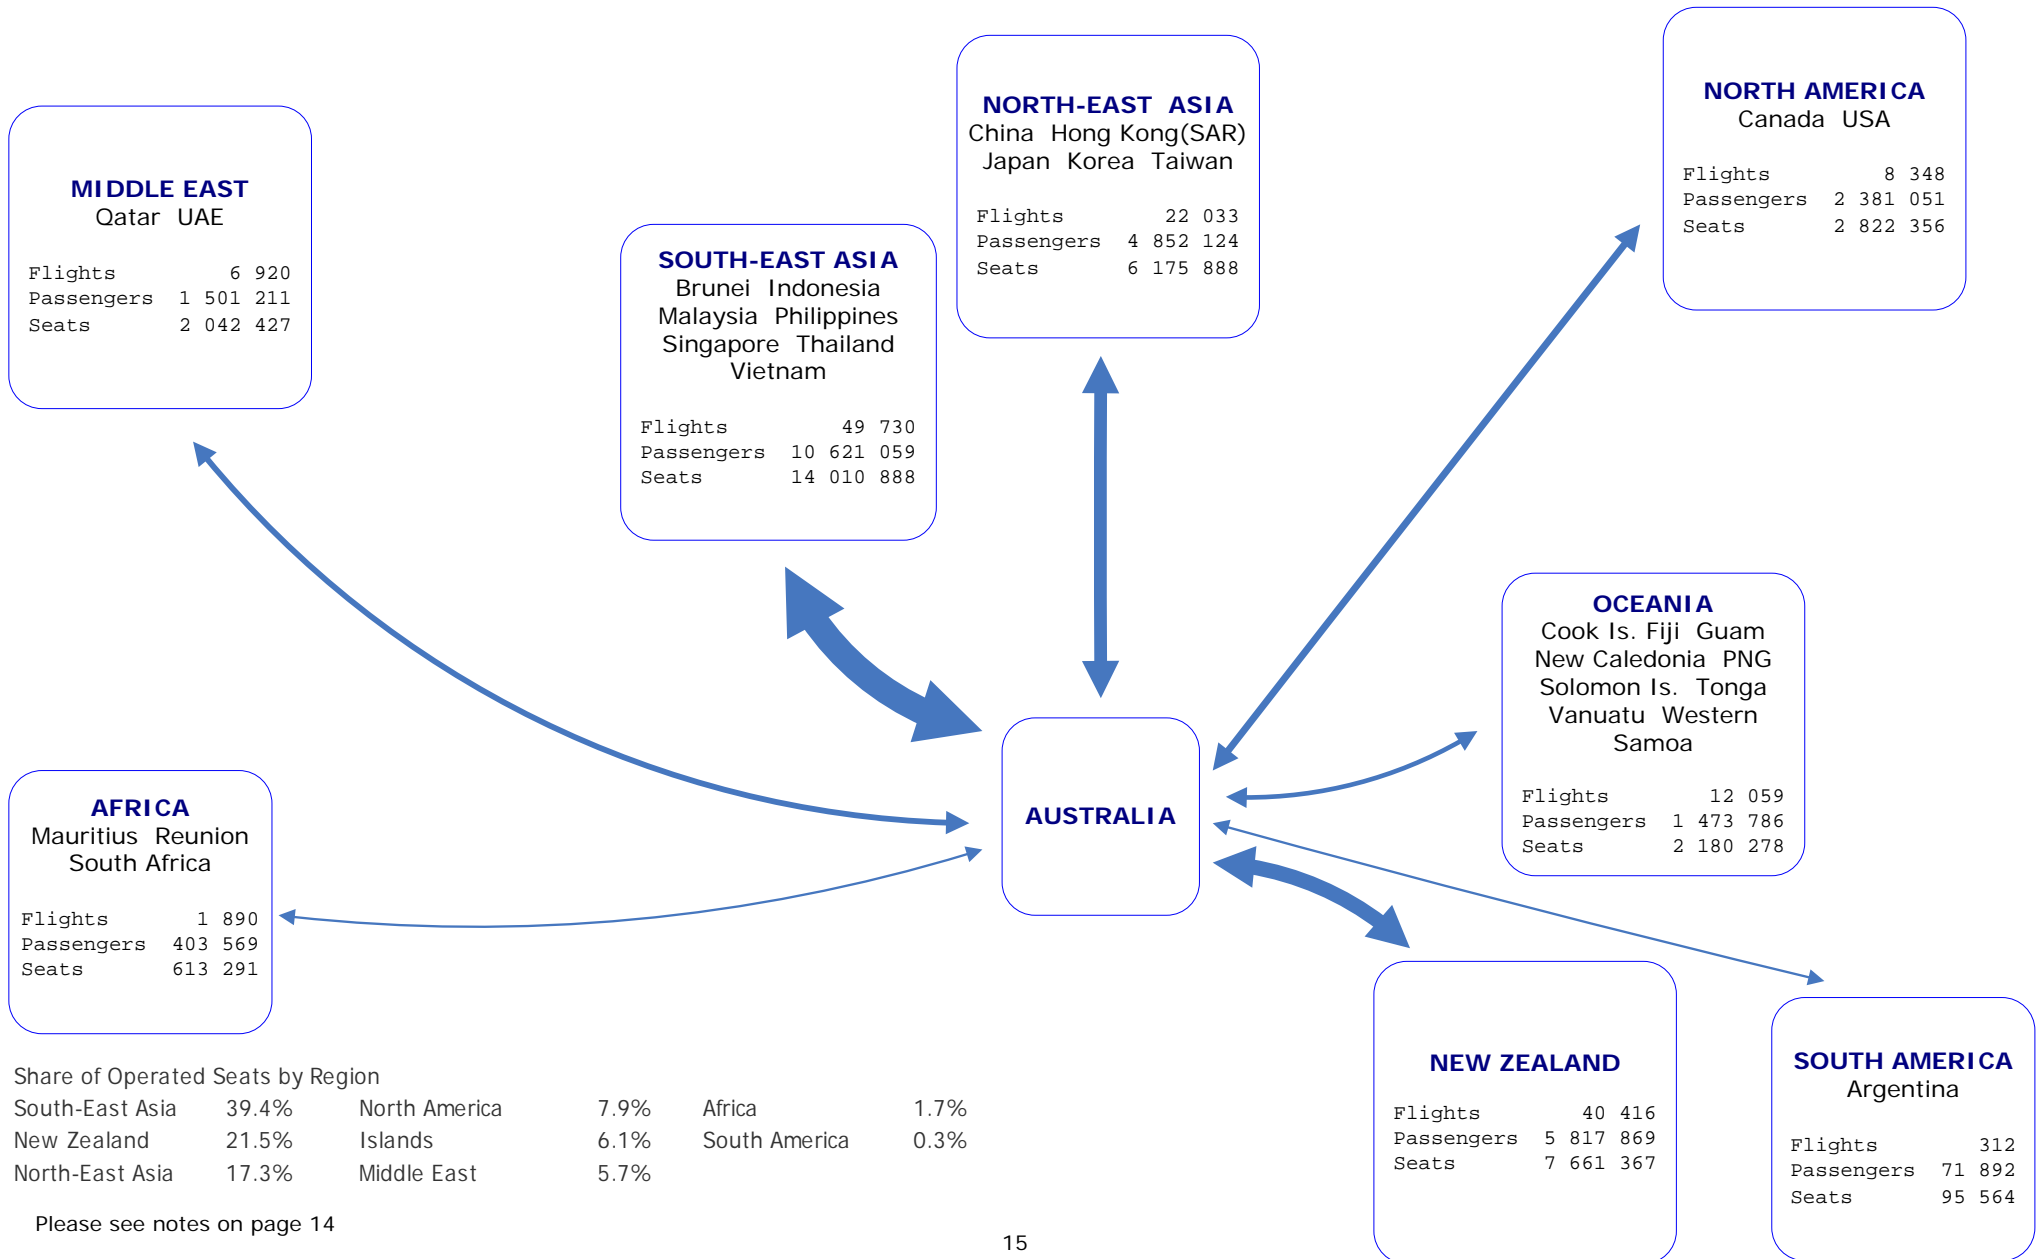 MIDDLE EAST
Qatar  UAE
Flights 6 920
Passengers 1 501 211
Seats 2 042 427
SOUTH-EAST ASIA
Brunei  Indonesia
Malaysia  Philippines
Singapore  Thailand
Vietnam
Flights 49 730
Passengers 10 621 059
Seats 14 010 888
NORTH-EAST  ASIA
China  Hong Kong(SAR)
Japan  Korea  Taiwan
Flights 22 033
Passengers 4 852 124
Seats 6 175 888
NORTH AMERICA
Canada  USA
Flights 8 348
Passengers 2 381 051
Seats 2 822 356
OCEANIA
Cook Is. Fiji  Guam
New Caledonia  PNG
Solomon Is.  Tonga
Vanuatu  Western
Samoa
Flights 12 059
Passengers 1 473 786
Seats 2 180 278
AUSTRALIA
AFRICA
Mauritius  Reunion
South Africa
Flights 1 890
Passengers 403 569
Seats 613 291
NEW ZEALAND
Flights 40 416
Passengers 5 817 869
Seats 7 661 367
SOUTH AMERICA
Argentina
Flights 312
Passengers 71 892
Seats 95 564
Share of Operated Seats by Region
South-East Asia 39.4% North America 7.9% Africa 1.7%
New Zealand 21.5% Islands 6.1% South America 0.3%
North-East Asia 17.3% Middle East 5.7%
Please see notes on page 14
15